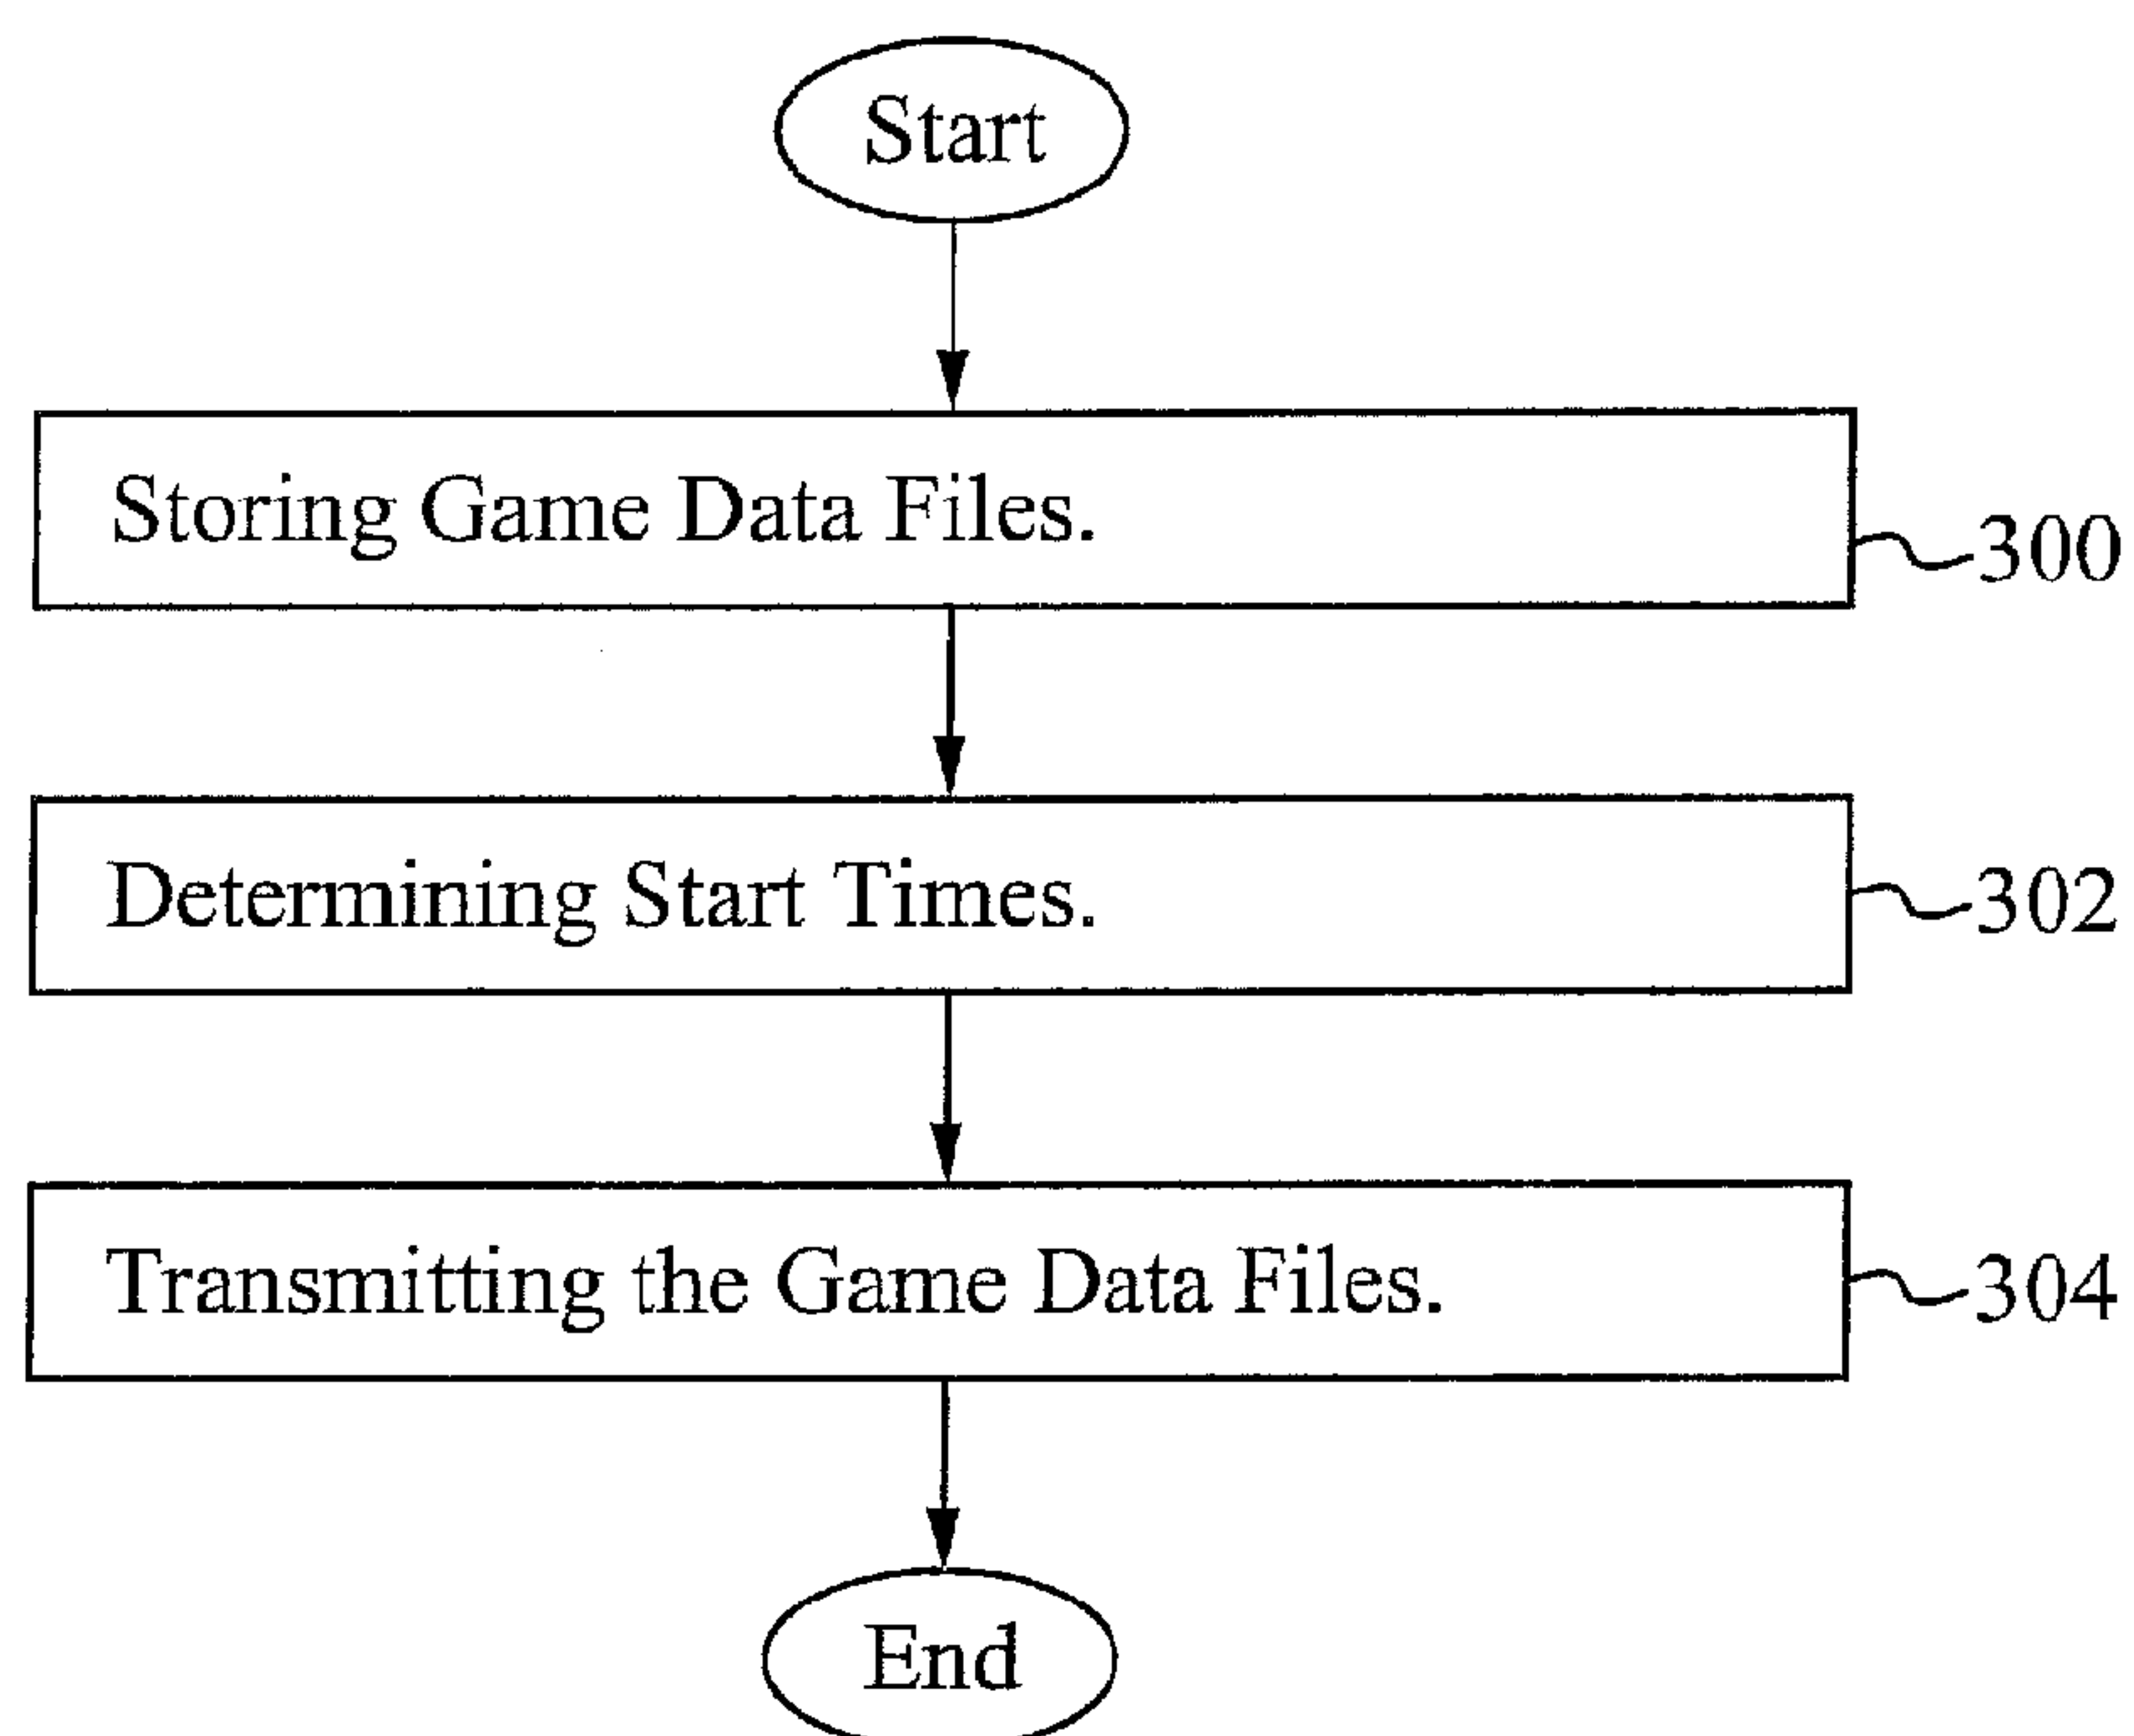 Start
Storing Game Data Files.
300
Determining Start Times.
302
Transmitting the Game Data Files.
304
End